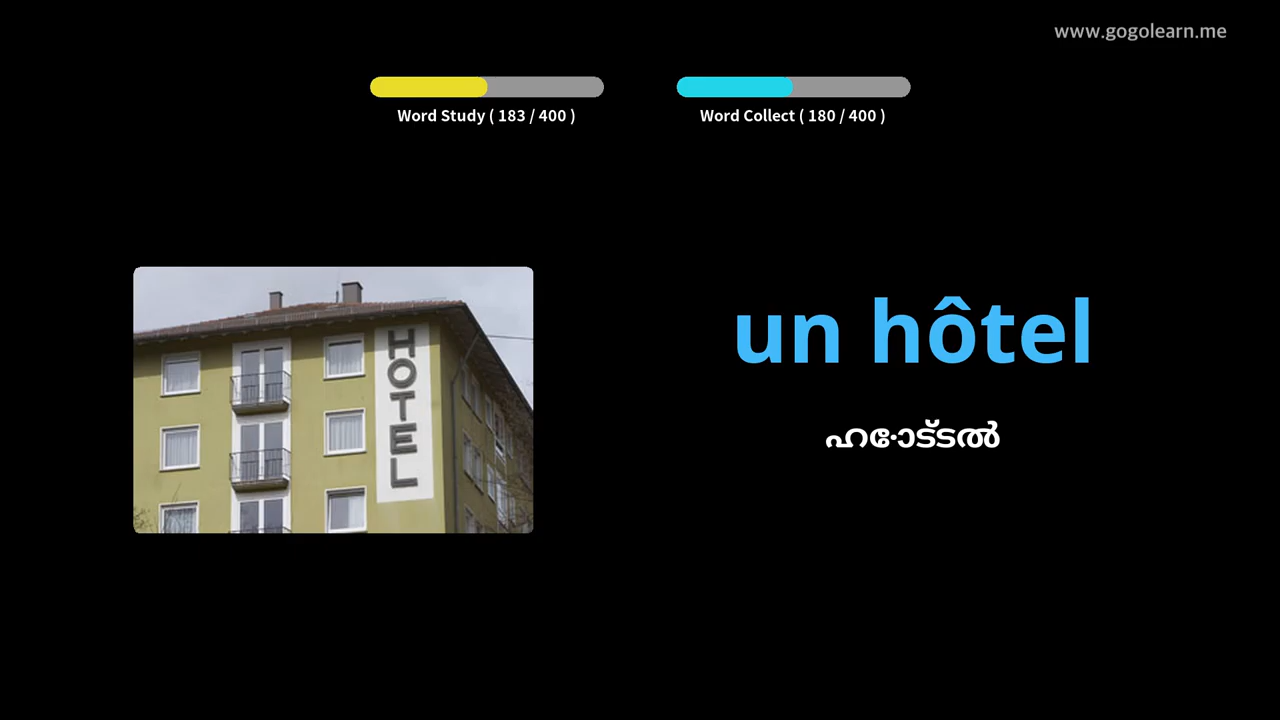 www.gogolearn.me
Word Study ( 183 / 400 )
Word Collect ( 180 / 400 )
HOTEL
un hôtel
ഹോട്ടൽ